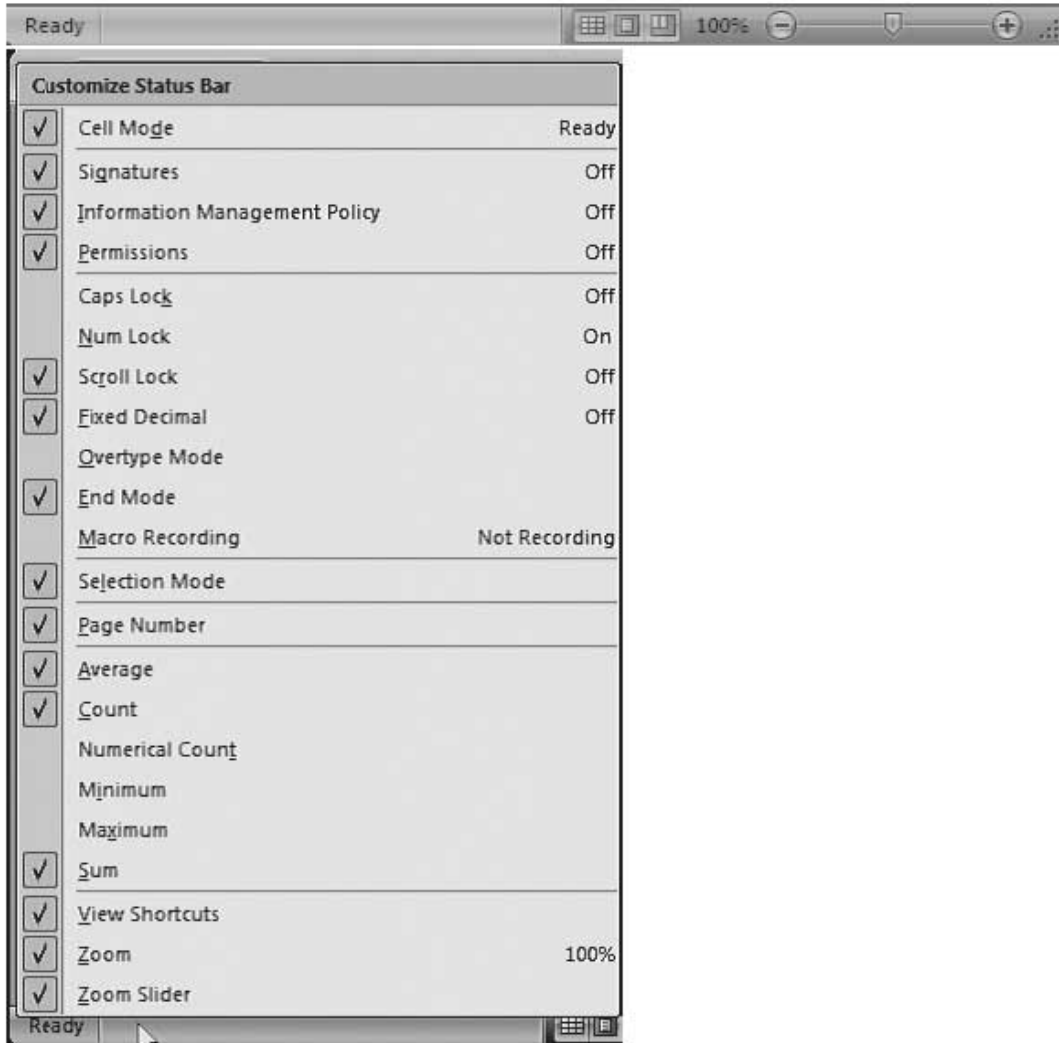 Ready 100%
Customize Status Bar
Cell Mode Ready
Signatures Off
Information Management Policy Off
Permissions Off
Caps Lock Off
Num Lock On
Scroll Lock Off
Fixed Decimal Off
Overtype Mode
End Mode
Macro Recording Not Recording
Selection Mode
Page Number
Average
Count
Numerical Count
Minimum
Maximum
Sum
View Shortcuts
Zoom 100%
Zoom Slider
Ready